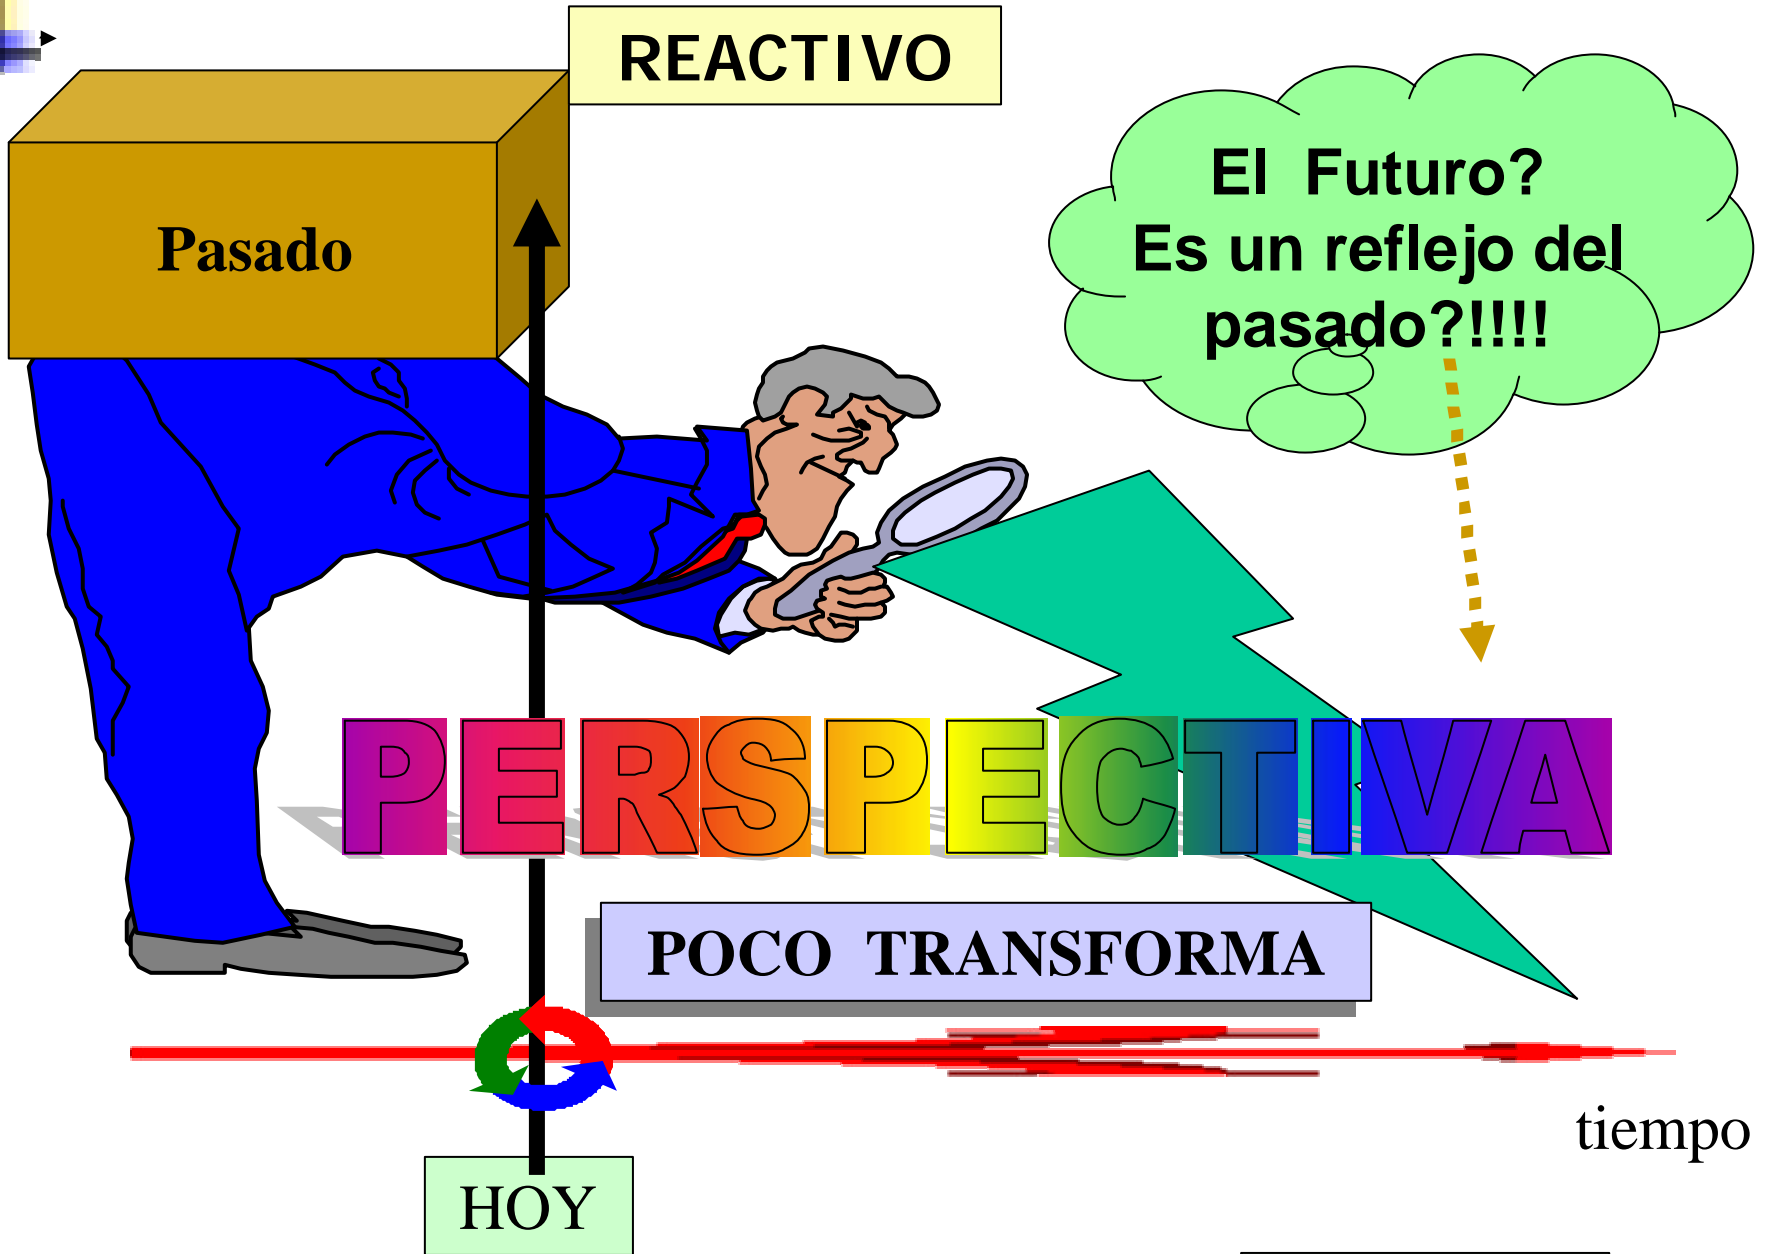 REACTIVO
Pasado
El Futuro?
Es un reflejo del
pasado?!!!!
PERSPECTIVA
POCO TRANSFORMA
tiempo
HOY